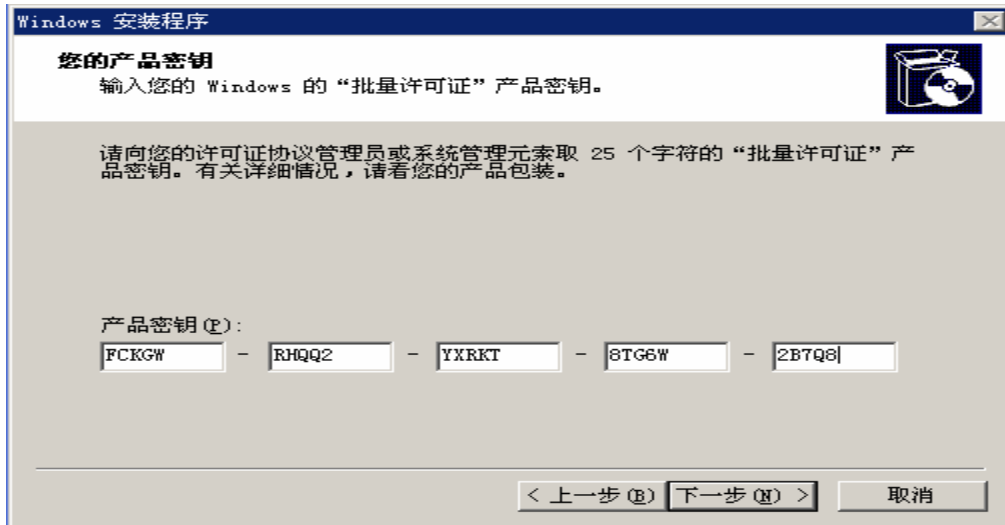 Windows 安装程序
您的产品密钥
输入您的 Windows 的“批量许可证”产品密钥。
请向您的许可证协议管理员或系统管理元素取 25 个字符的“批量许可证”产
品密钥。有关详细情况，请看您的产品包装。
产品密钥(P):
FCKGW - RHQQ2 - YXRKT - 8TG6W - 2B7Q8
< 上一步(B) 下一步(N) > 取消